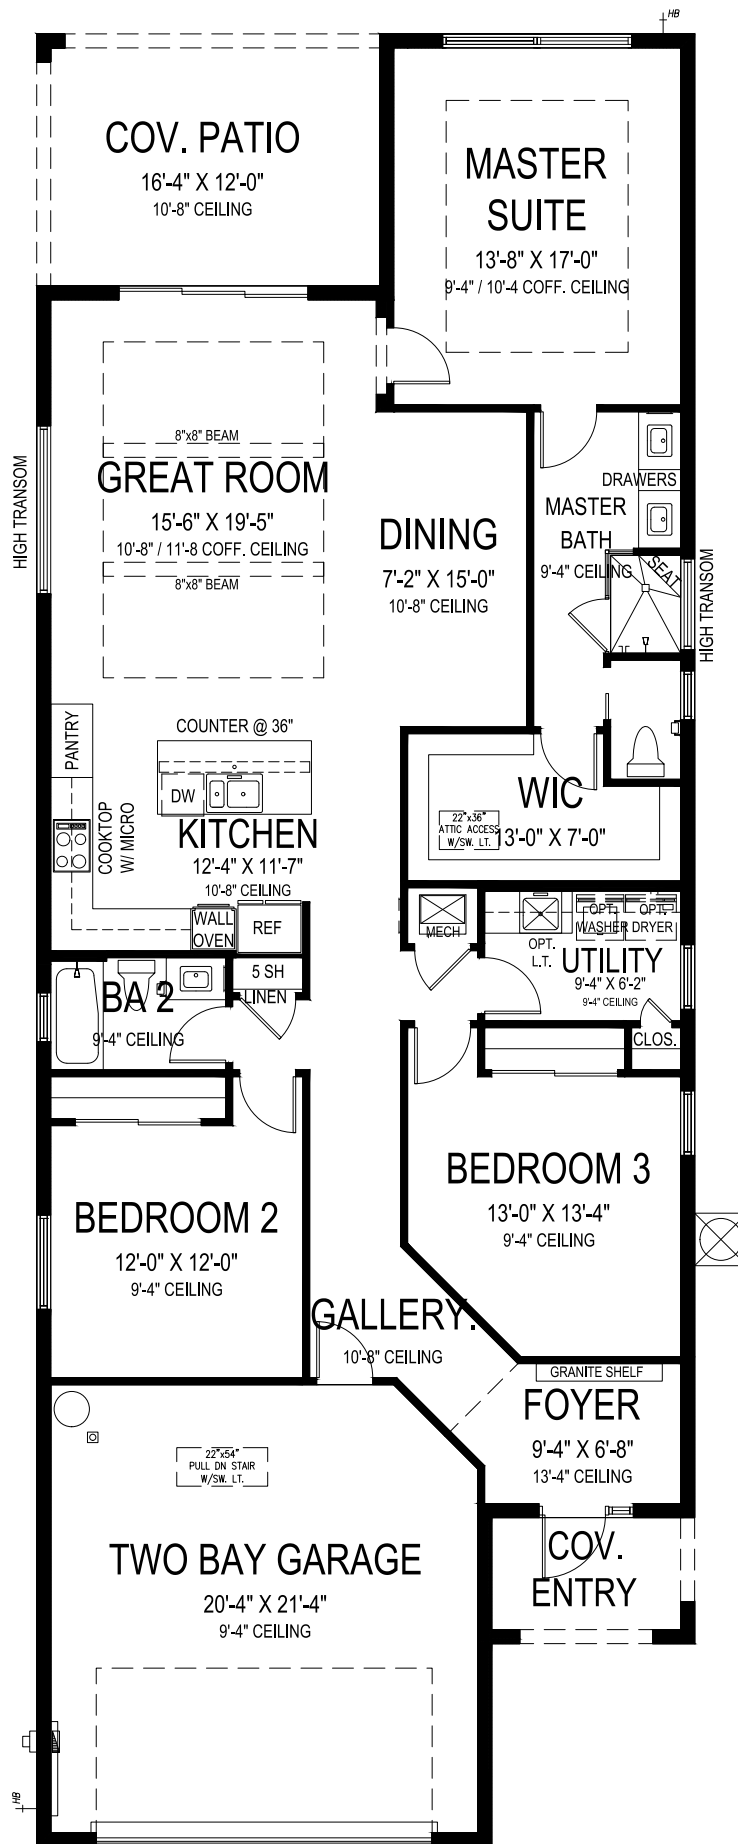 HB
COV. PATIO
16'-4" X 12'-0"
10'-8" CEILING
MASTER
SUITE
13'-8" X 17'-0"
9'-4" / 10'-4 COFF. CEILING
8"x8" BEAM
GREAT ROOM
15'-6" X 19'-5"
10'-8" / 11'-8 COFF. CEILING
8"x8" BEAM
HIGH TRANSOM
DINING
7'-2" X 15'-0"
10'-8" CEILING
DRAWERS
MASTER
BATH
9'-4" CEILING
SEAT
HIGH TRANSOM
PANTRY
COUNTER @ 36"
DW
COOKTOP
W/ MICRO
KITCHEN
12'-4" X 11'-7"
10'-8" CEILING
WALL
OVEN
REF
WIC
13'-0" X 7'-0"
22"x36"
ATTIC ACCESS
W/SW. LT.
MECH
OPT.
L.T.
OPT.
WASHER
OPT.
DRYER
UTILITY
9'-4" X 6'-2"
9'-4" CEILING
CLOS.
BA 2
9'-4" CEILING
5 SH
LINEN
BEDROOM 3
13'-0" X 13'-4"
9'-4" CEILING
BEDROOM 2
12'-0" X 12'-0"
9'-4" CEILING
GALLERY.
10'-8" CEILING
GRANITE SHELF
FOYER
9'-4" X 6'-8"
13'-4" CEILING
22"x54"
PULL DN STAIR
W/SW. LT.
COV.
ENTRY
TWO BAY GARAGE
20'-4" X 21'-4"
9'-4" CEILING
HB